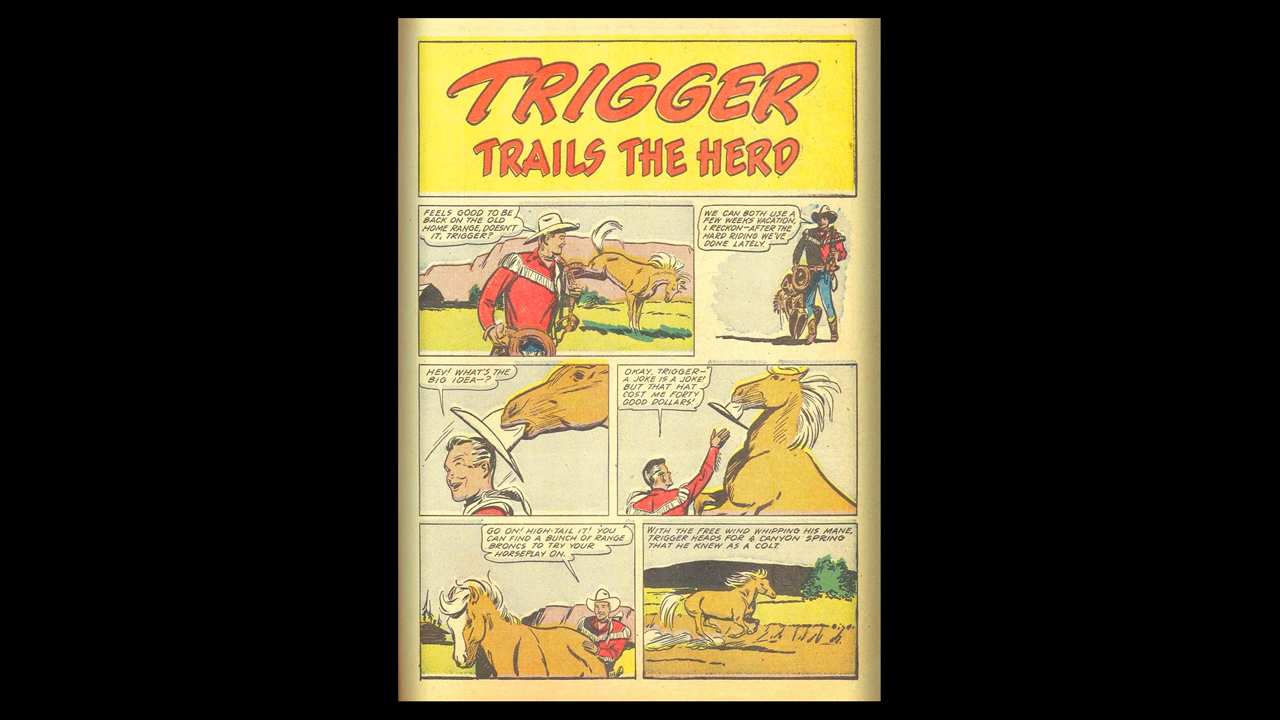 TRIGGER
TRAILS THE HERD
FEELS GOOD TO BE
BACK ON THE OLD
HOME RANGE, DOESN'T
IT, TRIGGER?
WE CAN BOTH USE A
FEW WEEKS VACATION,
I RECKON—AFTER THE
HARD RIDING WE'VE
DONE LATELY.
HEY! WHAT'S THE
BIG IDEA—?
OKAY, TRIGGER—
A JOKE IS A JOKE!
BUT THAT HAT
COST ME FORTY
GOOD DOLLARS!
GO ON! HIGH-TAIL IT! YOU
CAN FIND A BUNCH OF RANGE
BRONCS TO TRY YOUR
HORSEPLAY ON.
WITH THE FREE WIND WHIPPING HIS MANE,
TRIGGER HEADS FOR A CANYON SPRING
THAT HE KNEW AS A COLT